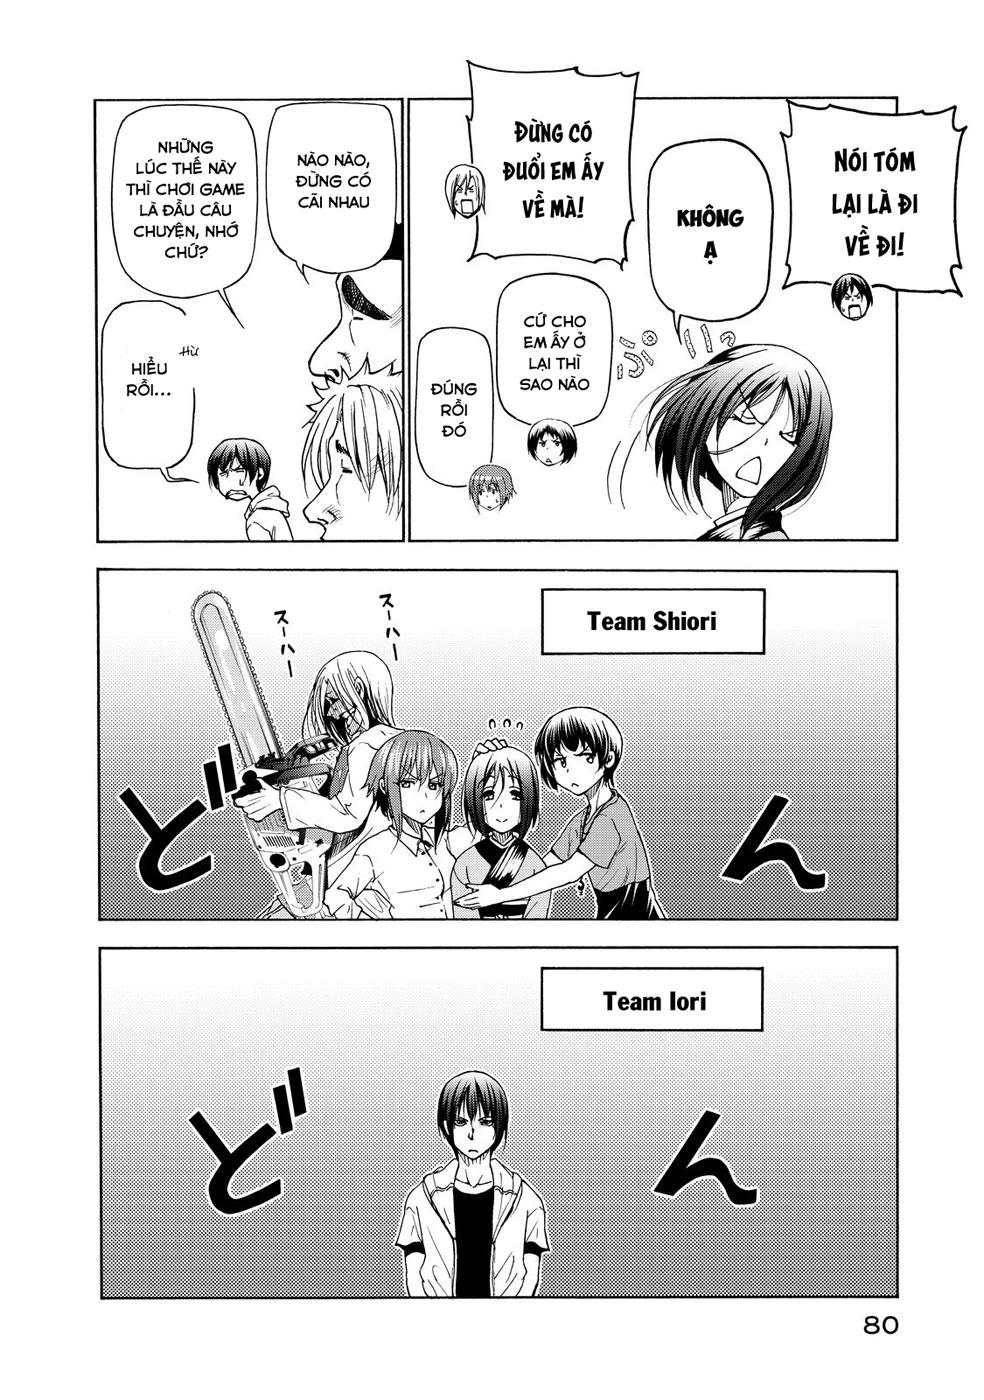 NÓI TÓM
LẠI LÀ ĐI
VỀ ĐI!
KHÔNG
Ạ
ぷいっ
ĐỪNG CÓ
ĐUỔI EM ẤY
VỀ MÀ!
CỨ CHO
EM ẤY Ở
LẠI THÌ
SAO NÀO
ĐÚNG
RỒI
ĐÓ
NÀO NÀO,
ĐỪNG CÓ
CÃI NHAU
NHỮNG
LÚC THẾ NÀY
THÌ CHƠI GAME
LÀ ĐẦU CÂU
CHUYỆN, NHỚ
CHỨ?
Hừ
HIỂU
RỒI...
Team Shiori
スーハー
スーハー
どん
Team Iori
どん
80